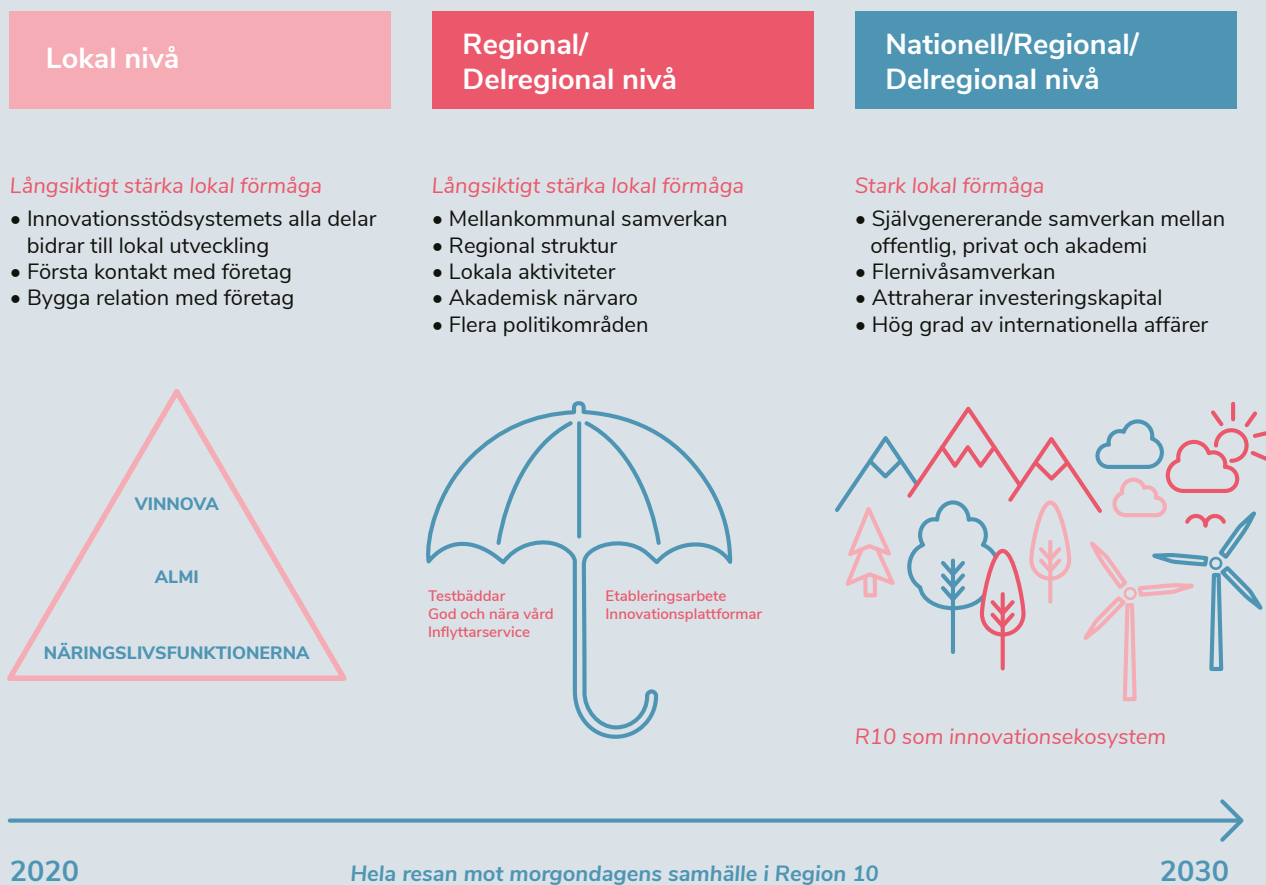 Lokal nivå
Långsiktigt stärka lokal förmåga
• Innovationsstödsystemets alla delar
bidrar till lokal utveckling
• Första kontakt med företag
• Bygga relation med företag
VINNOVA
ALMI
NÄRINGSLIVSFUNKTIONERNA
Regional/
Delregional nivå
Långsiktigt stärka lokal förmåga
• Mellankommunal samverkan
• Regional struktur
• Lokala aktiviteter
• Akademisk närvaro
• Flera politikområden
Testbäddar
God och nära vård
Inflyttarservice
Etableringsarbete
Innovationsplattformar
Nationell/Regional/
Delregional nivå
Stark lokal förmåga
• Självgenererande samverkan mellan
offentlig, privat och akademi
• Flernivåsamverkan
• Attraherar investeringskapital
• Hög grad av internationella affärer
R10 som innovationsekosystem
2020
Hela resan mot morgondagens samhälle i Region 10
2030